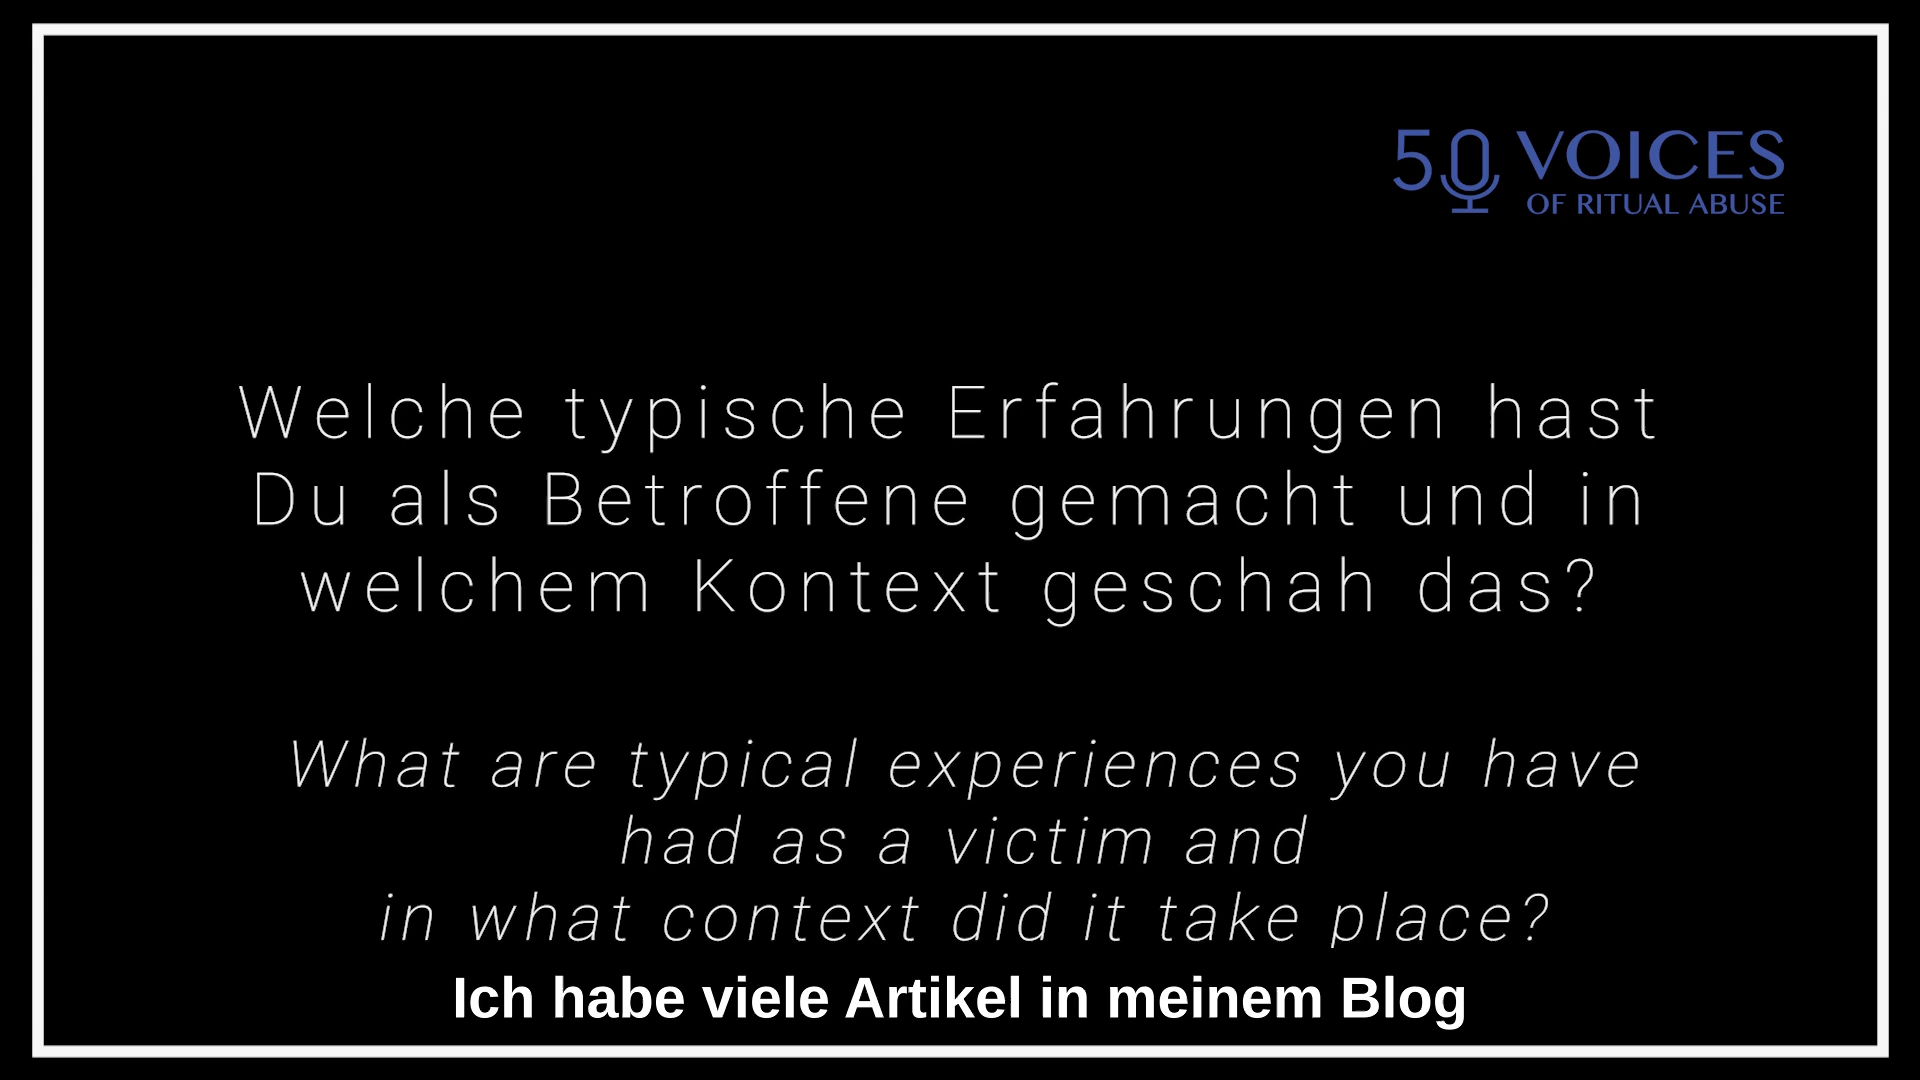 50 VOICES
OF RITUAL ABUSE
Welche typische Erfahrungen hast
Du als Betroffene gemacht und in
welchem Kontext geschah das?
What are typical experiences you have
had as a victim and
in what context did it take place?
Ich habe viele Artikel in meinem Blog